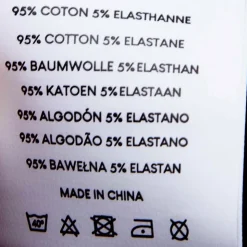 95% COTON 5% ELASTHANNE
95% COTTON 5% ELASTANE
95% BAUMWOLLE 5% ELASTHAN
95% KATOEN 5% ELASTAAN
95% ALGODÓN 5% ELASTANO
95% ALGODÃO 5% ELASTANO
95% BAWEŁNA 5% ELASTAN
MADE IN CHINA
40°